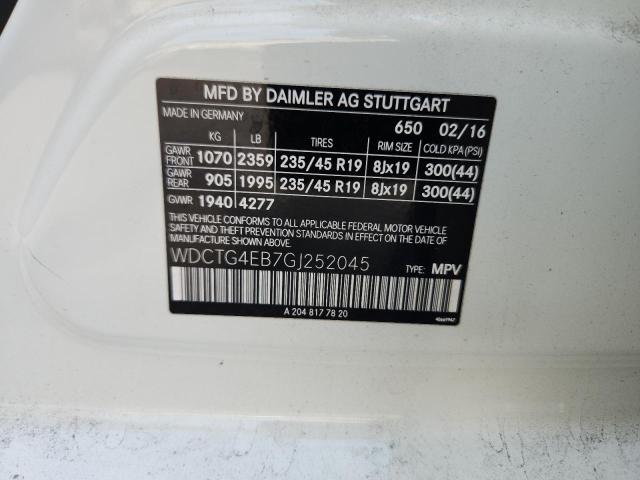 MFD BY DAIMLER AG STUTTGART
MADE IN GERMANY 650 02/16
KG LB TIRES RIM SIZE COLD KPA(PSI)
GAWR FRONT 1070 2359 235/45 R19 8Jx19 300(44)
GAWR REAR 905 1995 235/45 R19 8Jx19 300(44)
GVWR 1940 4277
THIS VEHICLE CONFORMS TO ALL APPLICABLE FEDERAL MOTOR VEHICLE
SAFETY AND THEFT PREVENTION STANDARDS IN EFFECT ON THE DATE
OF MANUFACTURE SHOWN ABOVE.
WDCTG4EB7GJ252045 TYPE: MPV
A 204 817 78 20